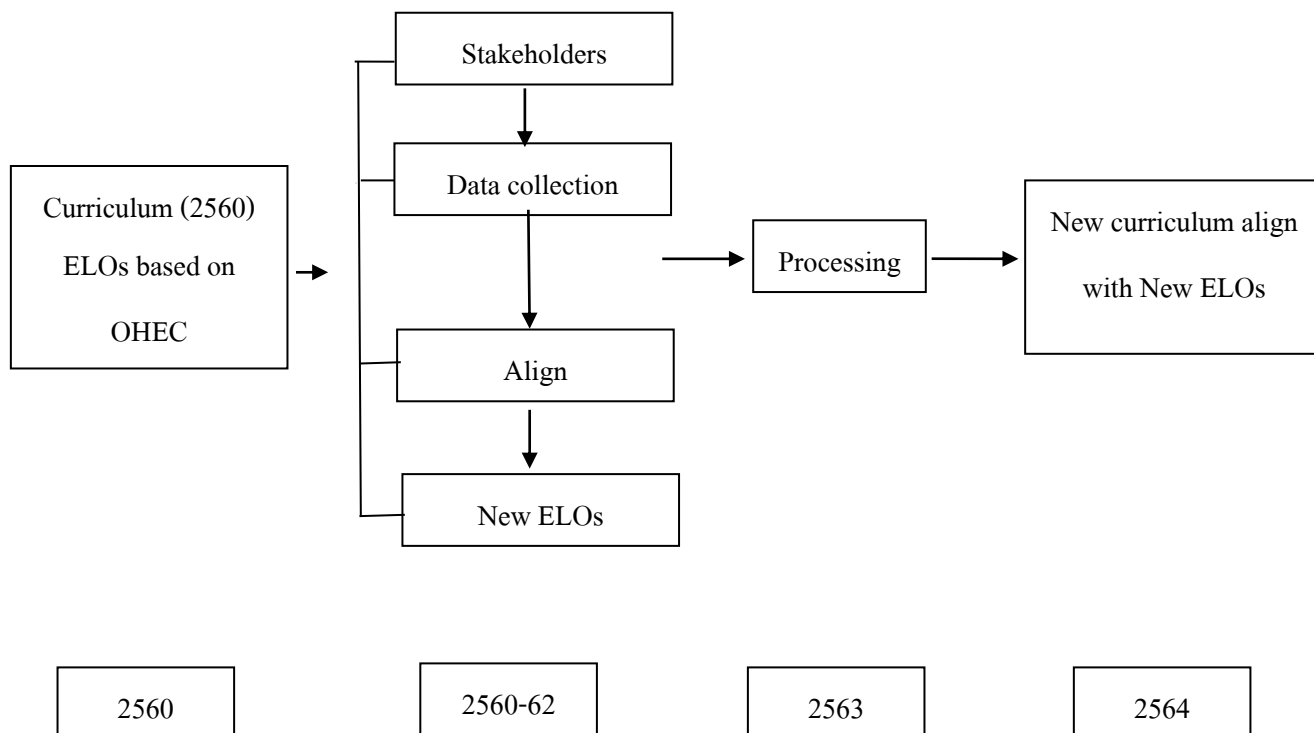 Stakeholders
Data collection
Curriculum (2560)
ELOs based on
OHEC
Align
New ELOs
Processing
New curriculum align
with New ELOs
2560
2560-62
2563
2564